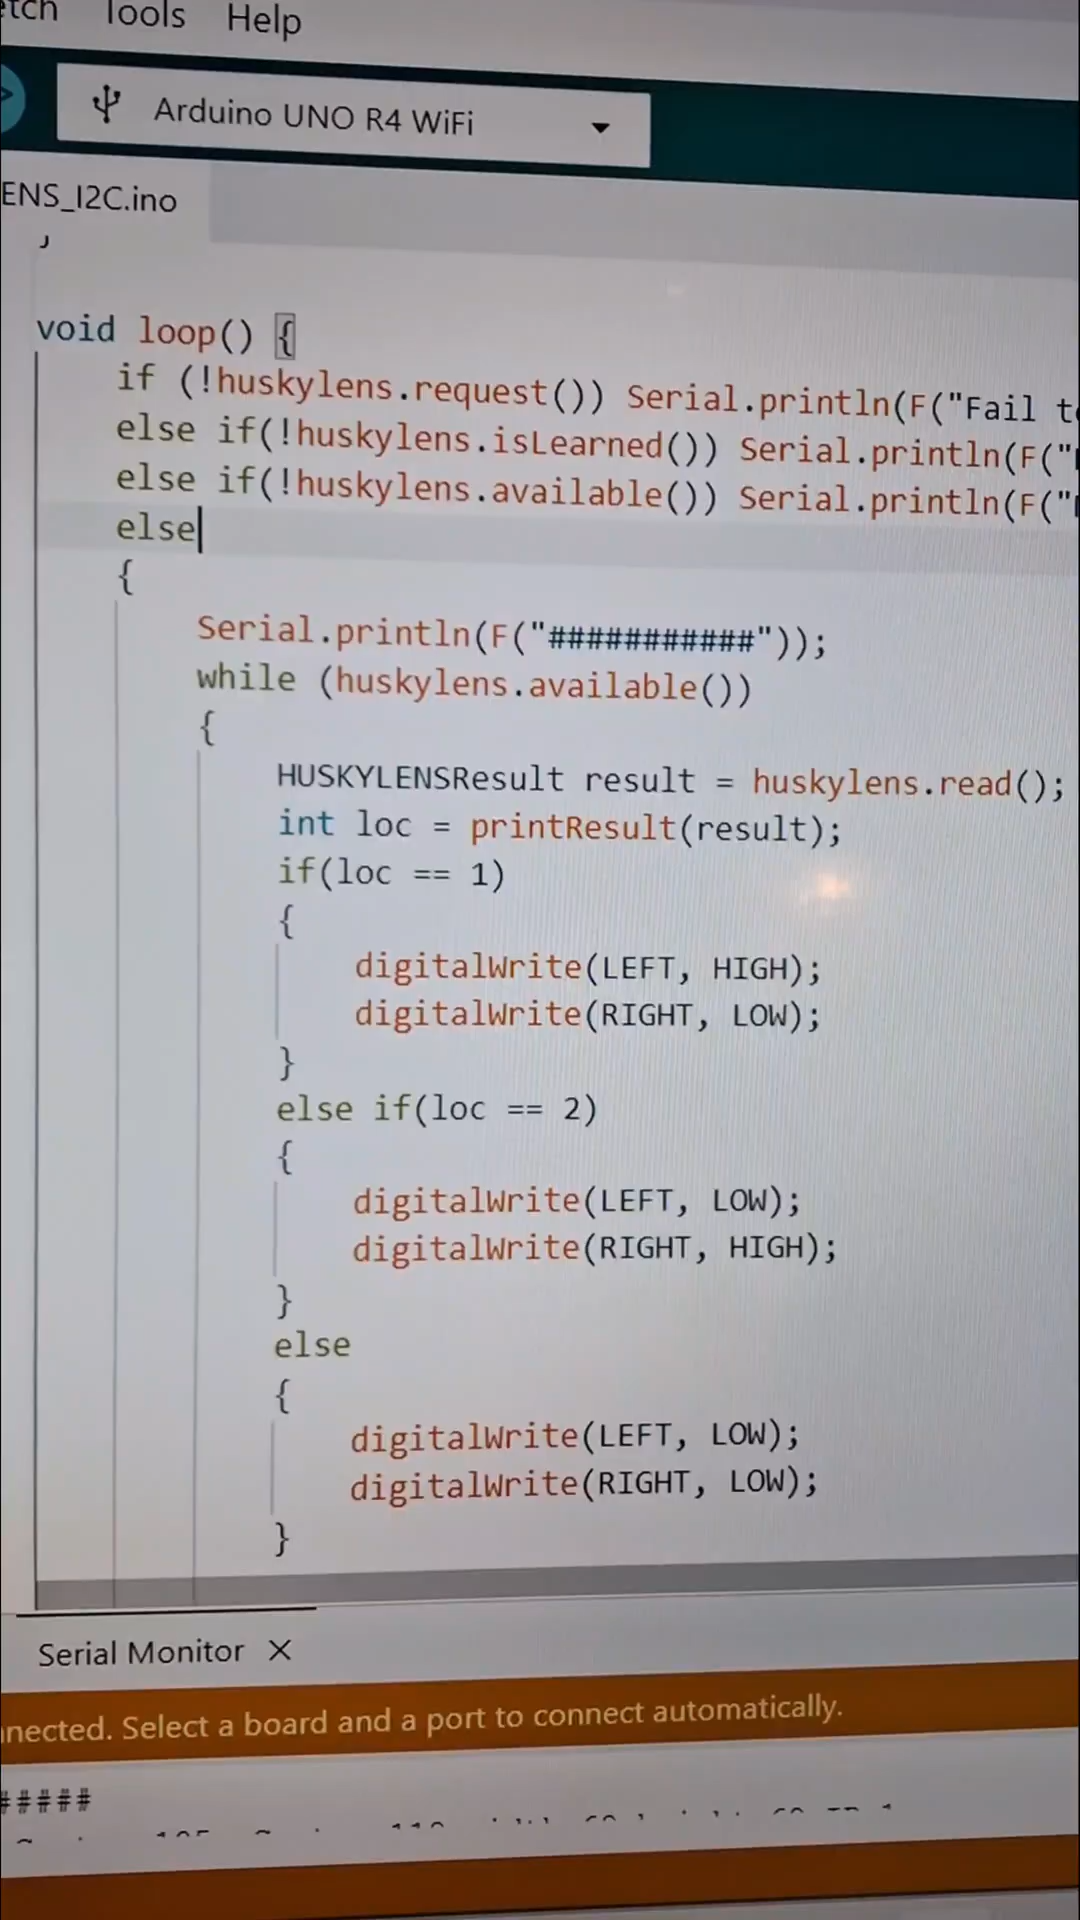 Tools Help
Arduino UNO R4 WiFi
ENS_I2C.ino
}
void loop() {
if (!huskylens.request()) Serial.println(F("Fail
else if(!huskylens.isLearned()) Serial.println(F("
else if(!huskylens.available()) Serial.println(F("
else
{
Serial.println(F("###########"));
while (huskylens.available())
{
HUSKYLENSResult result = huskylens.read();
int loc = printResult(result);
if(loc == 1)
{
digitalWrite(LEFT, HIGH);
digitalWrite(RIGHT, LOW);
}
else if(loc == 2)
{
digitalWrite(LEFT, LOW);
digitalWrite(RIGHT, HIGH);
}
else
{
digitalWrite(LEFT, LOW);
digitalWrite(RIGHT, LOW);
}
Serial Monitor X
nnected. Select a board and a port to connect automatically.
#####